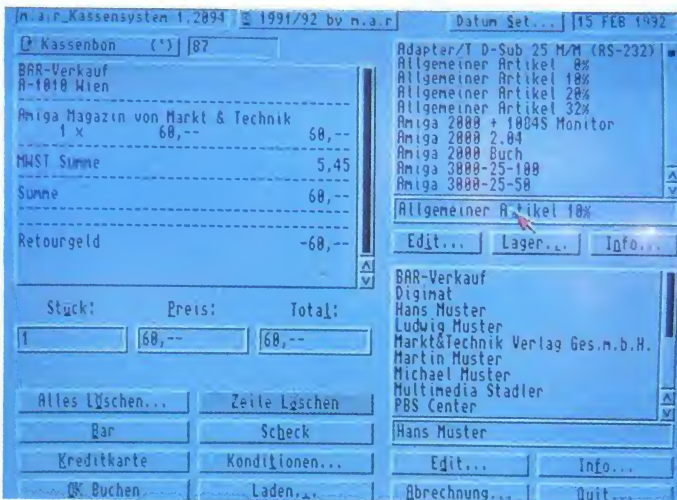 m.a.r_Kassensystem 1.2094
© 1991/92 by m.a.r
Datum Set...
15 FEB 1992
Kassenbon (') 87
BAR-Verkauf
A-1010 Wien
Amiga Magazin von Markt & Technik
1 x 60,-- 60,--
MWST Summe 5,45
Summe 60,--
Retourgeld -60,--
Stück: Preis: Total:
1 60,-- 60,--
Alles Löschen... Zeile Löschen
Bar Scheck
Kreditkarte Konditionen...
OK Buchen Laden...
Adapter/T D-Sub 25 M/M (RS-232)
Allgemeiner Artikel 0%
Allgemeiner Artikel 10%
Allgemeiner Artikel 20%
Allgemeiner Artikel 32%
Amiga 2000 + 1084S Monitor
Amiga 2000 2.04
Amiga 2000 Buch
Amiga 3000-25-100
Amiga 3000-25-50
Allgemeiner Artikel 10%
Edit... Lager... Info...
BAR-Verkauf
Digimat
Hans Muster
Ludwig Muster
Markt&Technik Verlag Ges.m.b.H.
Martin Muster
Michael Muster
Multimedia Stadler
PBS Center
Hans Muster
Edit... Info...
Abrechnung... Quit...